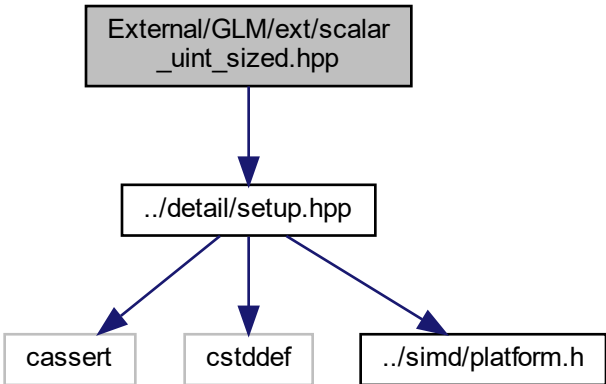 External/GLM/ext/scalar
_uint_sized.hpp
../detail/setup.hpp
cassert
cstddef
../simd/platform.h